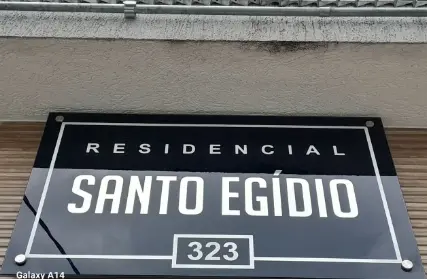 RESIDENCIAL
SANTO EGÍDIO
323
Galaxy A14